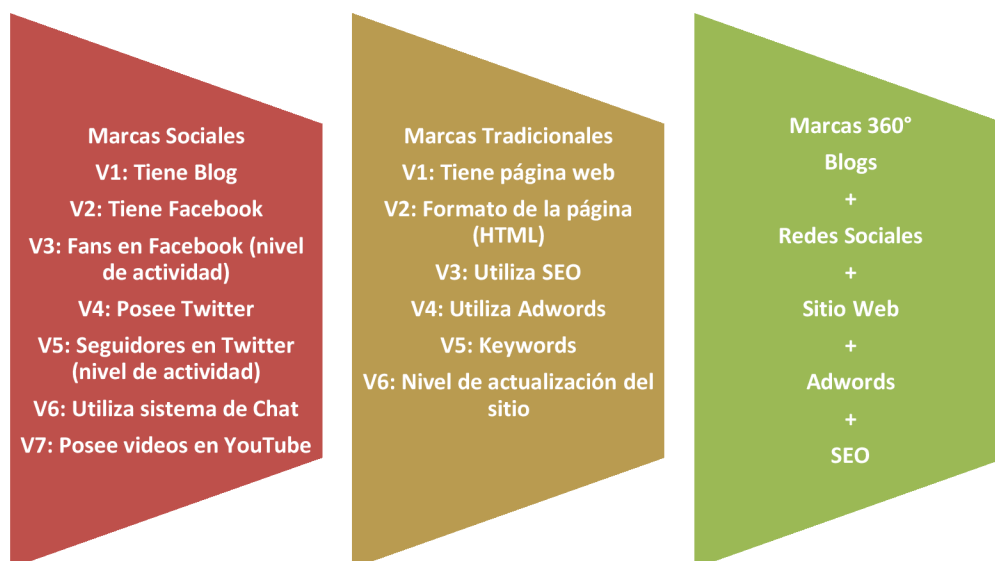 Marcas Sociales
V1: Tiene Blog
V2: Tiene Facebook
V3: Fans en Facebook (nivel
de actividad)
V4: Posee Twitter
V5: Seguidores en Twitter
(nivel de actividad)
V6: Utiliza sistema de Chat
V7: Posee videos en YouTube
Marcas Tradicionales
V1: Tiene página web
V2: Formato de la página
(HTML)
V3: Utiliza SEO
V4: Utiliza Adwords
V5: Keywords
V6: Nivel de actualización del
sitio
Marcas 360°
Blogs
+
Redes Sociales
+
Sitio Web
+
Adwords
+
SEO